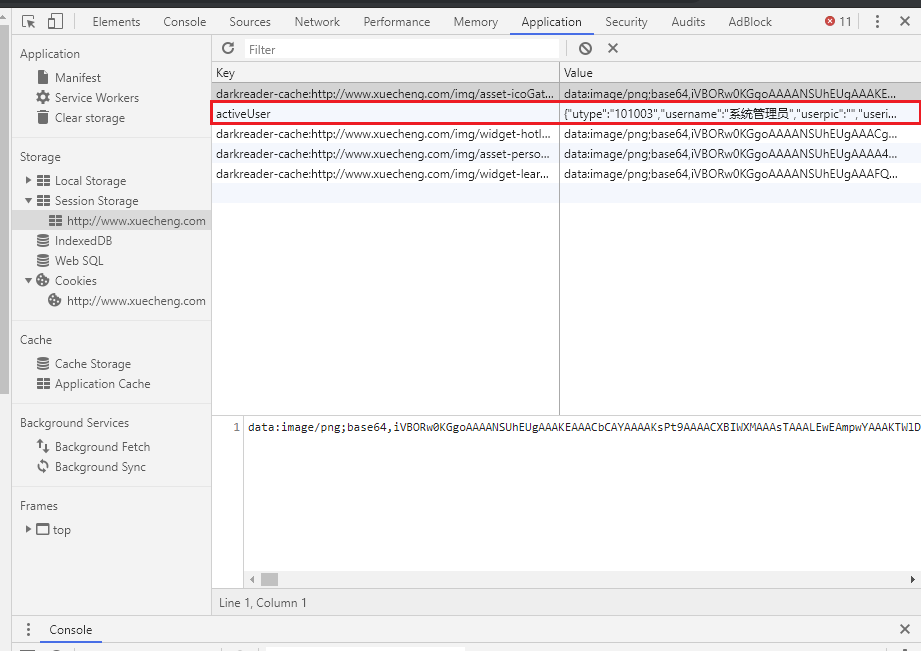 Elements Console Sources Network Performance Memory Application Security Audits AdBlock 11
Application
Manifest
Service Workers
Clear storage
Storage
Local Storage
Session Storage
http://www.xuecheng.com
IndexedDB
Web SQL
Cookies
http://www.xuecheng.com
Cache
Cache Storage
Application Cache
Background Services
Background Fetch
Background Sync
Frames
top
Filter
Key Value
darkreader-cache:http://www.xuecheng.com/img/asset-icoGat... data:image/png;base64,iVBORw0KGgoAAAANSUhEUgAAAKE...
activeUser {"utype":"101003","username":"系统管理员","userpic":"","useri...
darkreader-cache:http://www.xuecheng.com/img/widget-hotl... data:image/png;base64,iVBORw0KGgoAAAANSUhEUgAAACg...
darkreader-cache:http://www.xuecheng.com/img/asset-perso... data:image/png;base64,iVBORw0KGgoAAAANSUhEUgAAAA4...
darkreader-cache:http://www.xuecheng.com/img/widget-lear... data:image/png;base64,iVBORw0KGgoAAAANSUhEUgAAAFQ...
1 data:image/png;base64,iVBORw0KGgoAAAANSUhEUgAAAKEAAACbCAYAAAAKsPt9AAAACXBIWXMAAAsTAAALEwEAmpwYAAAKTWlD
Line 1, Column 1
Console